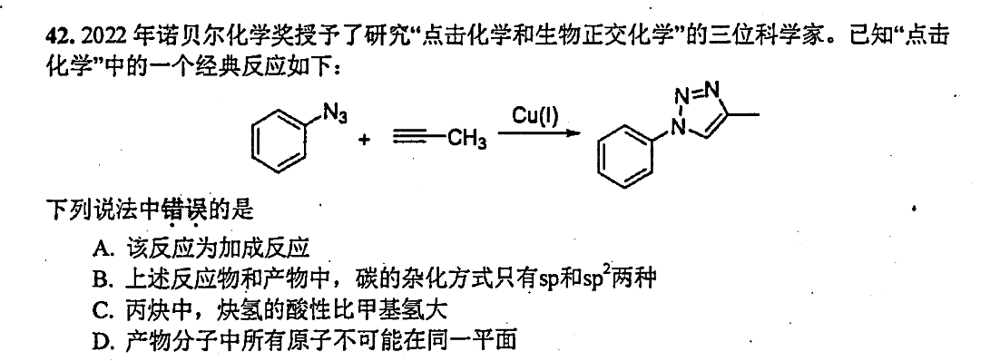 42. 2022 年诺贝尔化学奖授予了研究“点击化学和生物正交化学”的三位科学家。已知“点击
化学”中的一个经典反应如下：
N3
+
CH3
Cu(I)
N=N
N
下列说法中错误的是
A. 该反应为加成反应
B. 上述反应物和产物中，碳的杂化方式只有sp和sp²两种
C. 丙炔中，炔氢的酸性比甲基氢大
D. 产物分子中所有原子不可能在同一平面